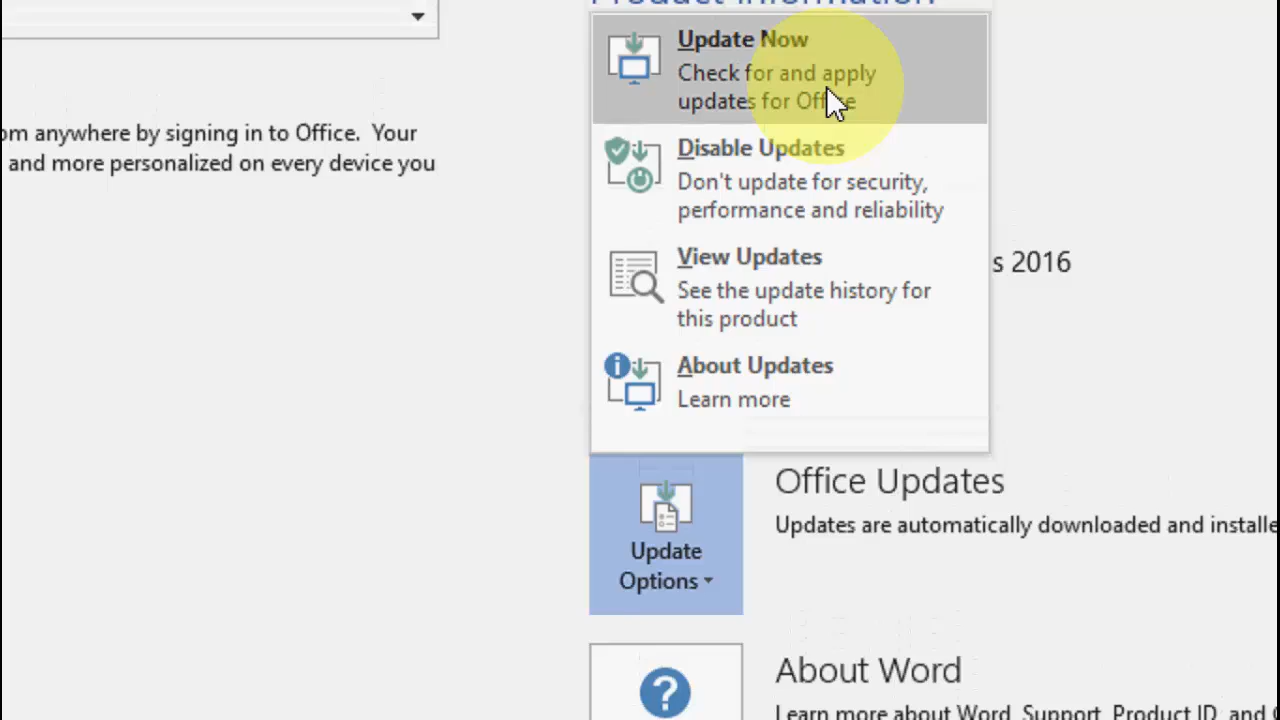 Product Information
Update Now
Check for and apply
updates for Office
om anywhere by signing in to Office. Your
and more personalized on every device you
Disable Updates
Don't update for security,
performance and reliability
View Updates
See the update history for
this product
s 2016
About Updates
Learn more
Office Updates
Updates are automatically downloaded and installe
Update
Options
About Word
Learn more about Word, Support, Product ID, and C